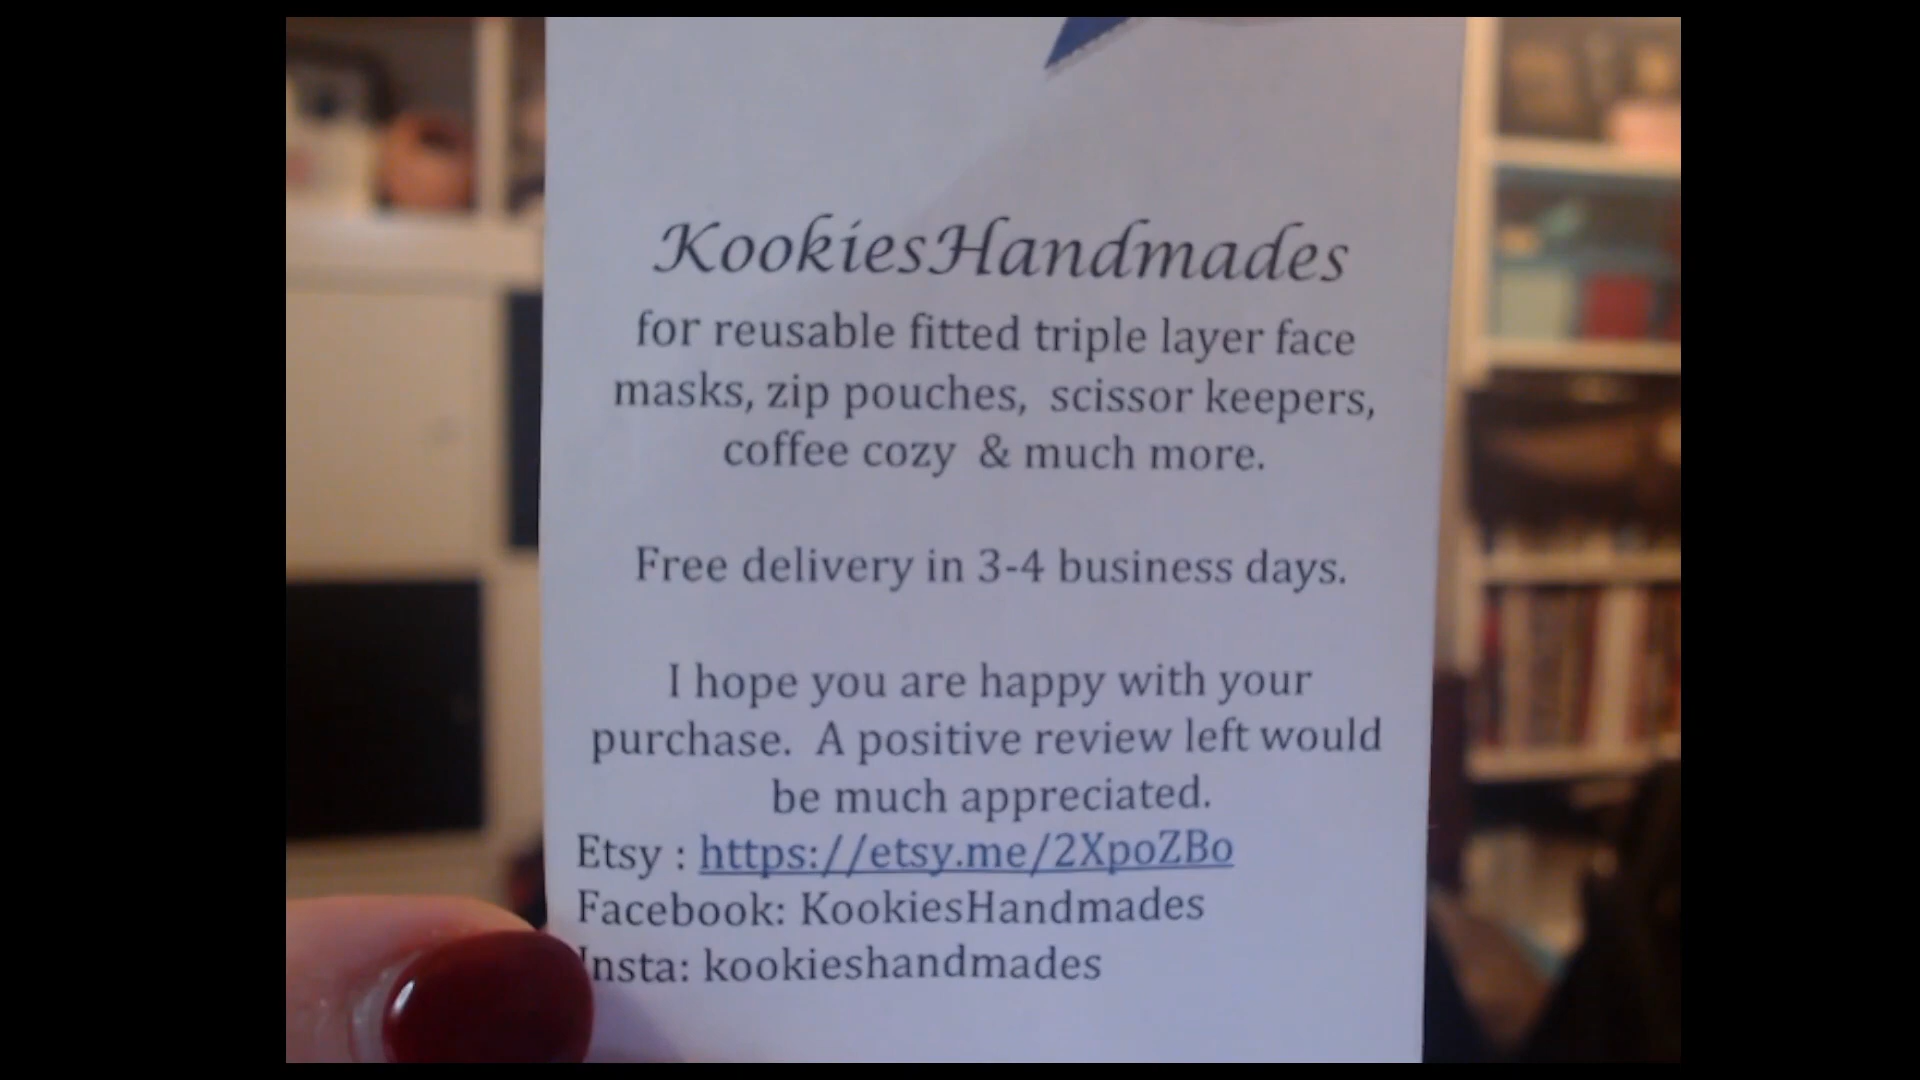 KookiesHandmades
for reusable fitted triple layer face
masks, zip pouches,  scissor keepers,
coffee cozy  & much more.
Free delivery in 3-4 business days.
I hope you are happy with your
purchase.  A positive review left would
be much appreciated.
Etsy : https://etsy.me/2XpoZBo
Facebook: KookiesHandmades
Insta: kookieshandmades